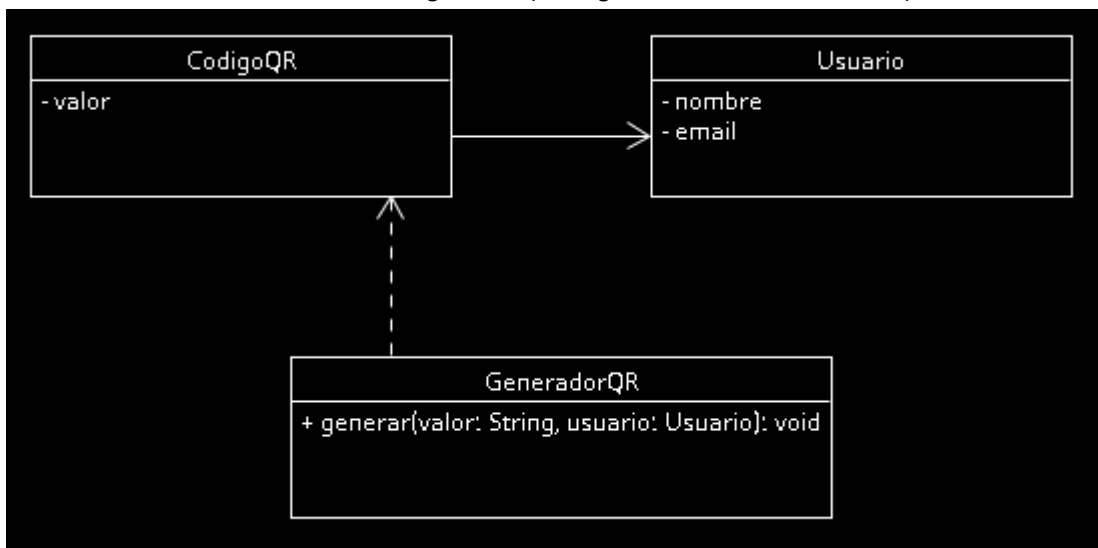 CodigoQR
- valor
Usuario
- nombre
- email
GeneradorQR
+ generar(valor: String, usuario: Usuario): void